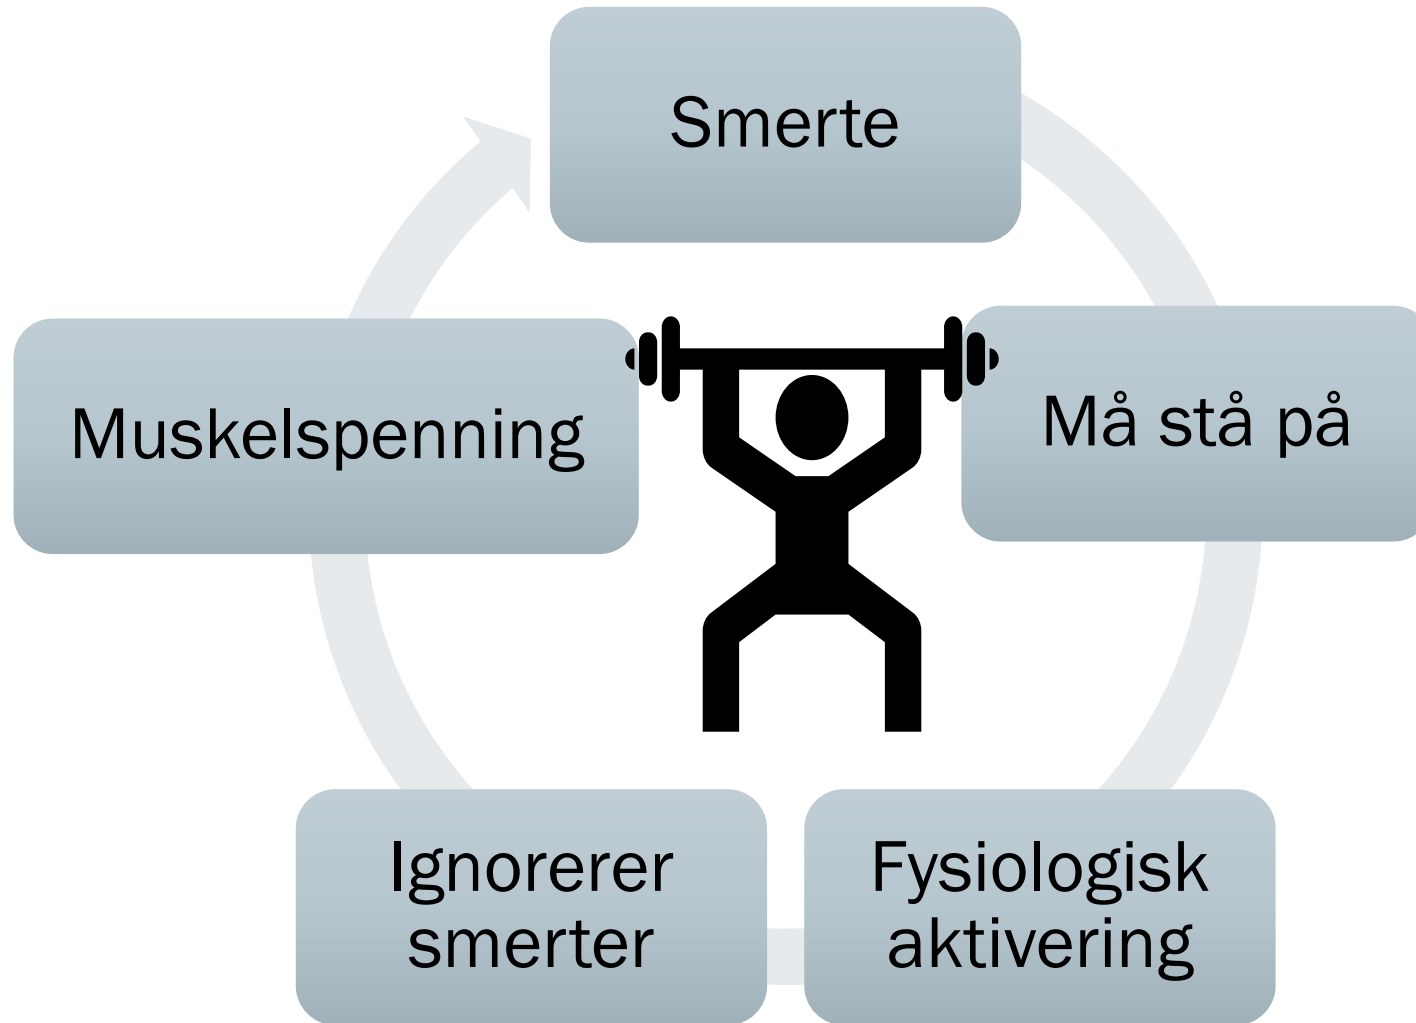 Smerte
Må stå på
Fysiologisk
aktivering
Ignorerer
smerter
Muskelspenning